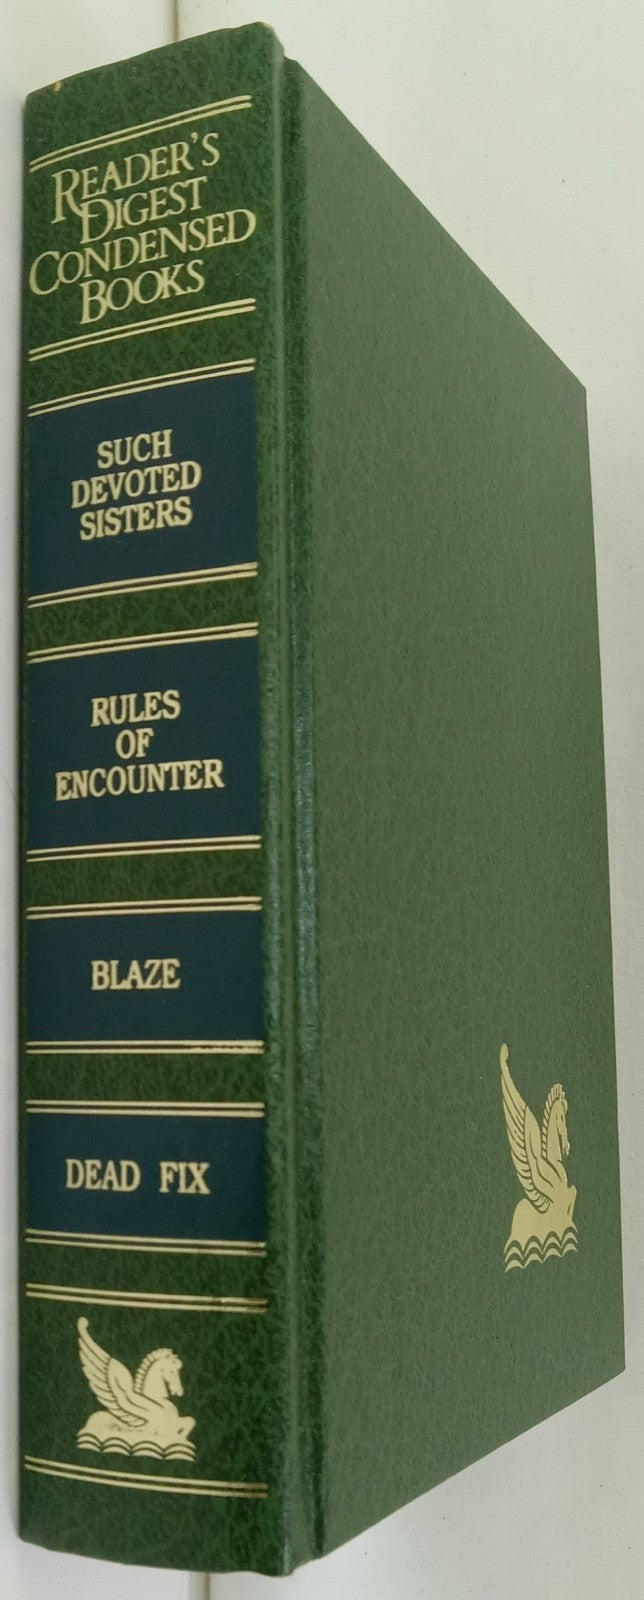 READER'S
DIGEST
CONDENSED
BOOKS
SUCH
DEVOTED
SISTERS
RULES
OF
ENCOUNTER
BLAZE
DEAD FIX